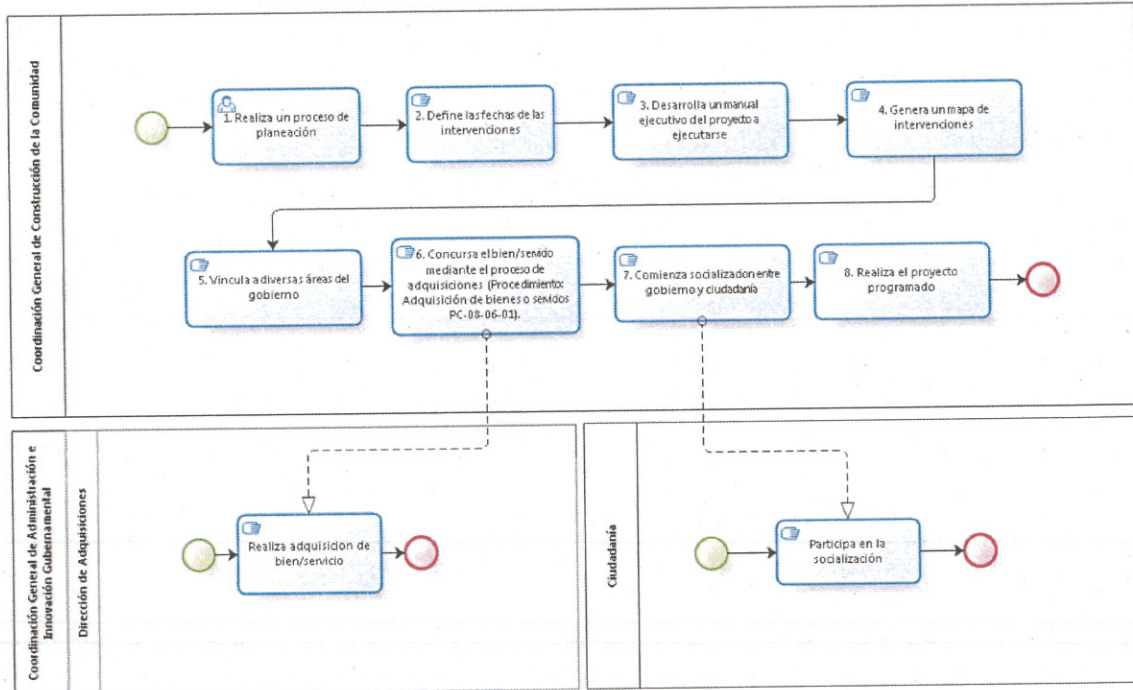 Coordinación General de Construcción de la Comunidad
1. Realiza un proceso de
planeación
2. Define las fechas de las
intervenciones
3. Desarrolla un manual
ejecutivo del proyecto a
ejecutarse
4. Genera un mapa de
intervenciones
5. Vincula a diversas áreas del
gobierno
6. Concursa el bien/servido
mediante el proceso de
adquisiciones (Procedimiento:
Adquisición de bienes o servidos
PC-08-06-01).
7. Comienza socializacion entre
gobierno y ciudadanía
8. Realiza el proyecto
programado
Coordinación General de Administración e
Innovación Gubernamental
Dirección de Adquisiciones
Realiza adquisicion de
bien/servicio
Ciudadanía
Participa en la
socialización